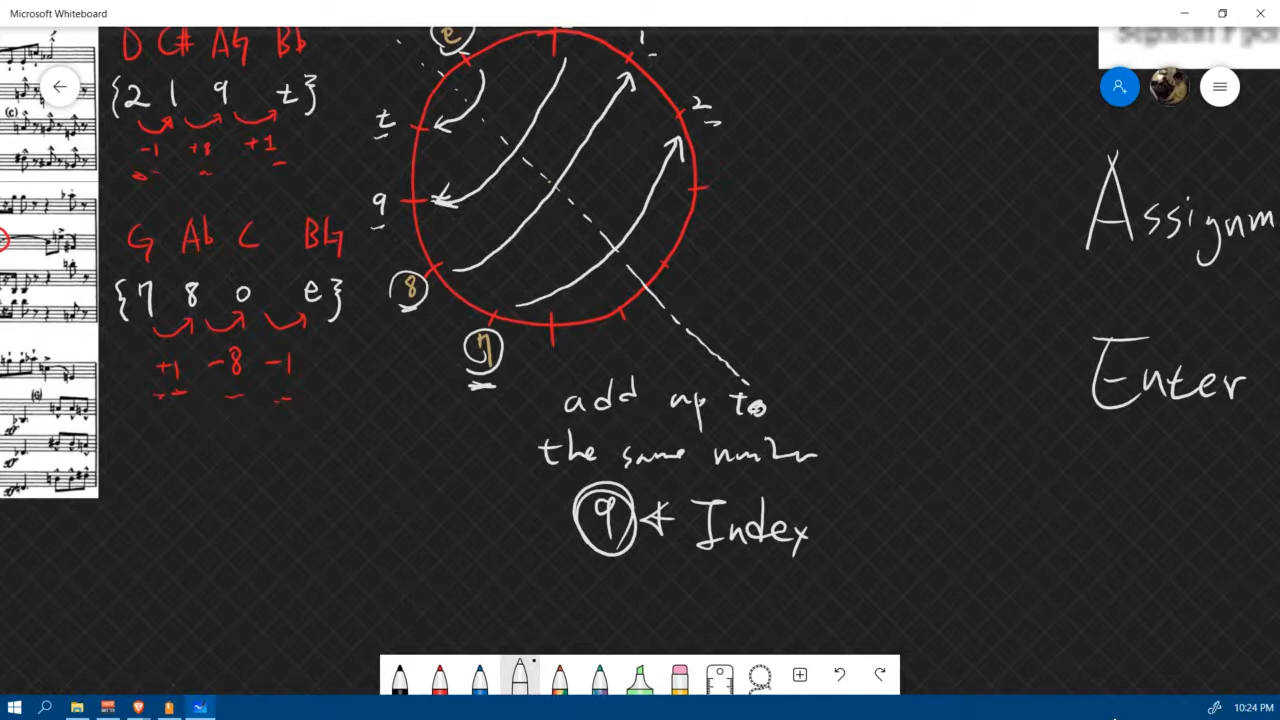 Microsoft Whiteboard
D C# A♮ B♭
{2 1 9 t}
-1 +8 +1
G A♭ C B♮
{7 8 0 e}
+1 -8 -1
(c)
(G)
e
1
2
t
9
8
7
add up to
the same number
9 Index
Assignm
Enter
10:24 PM